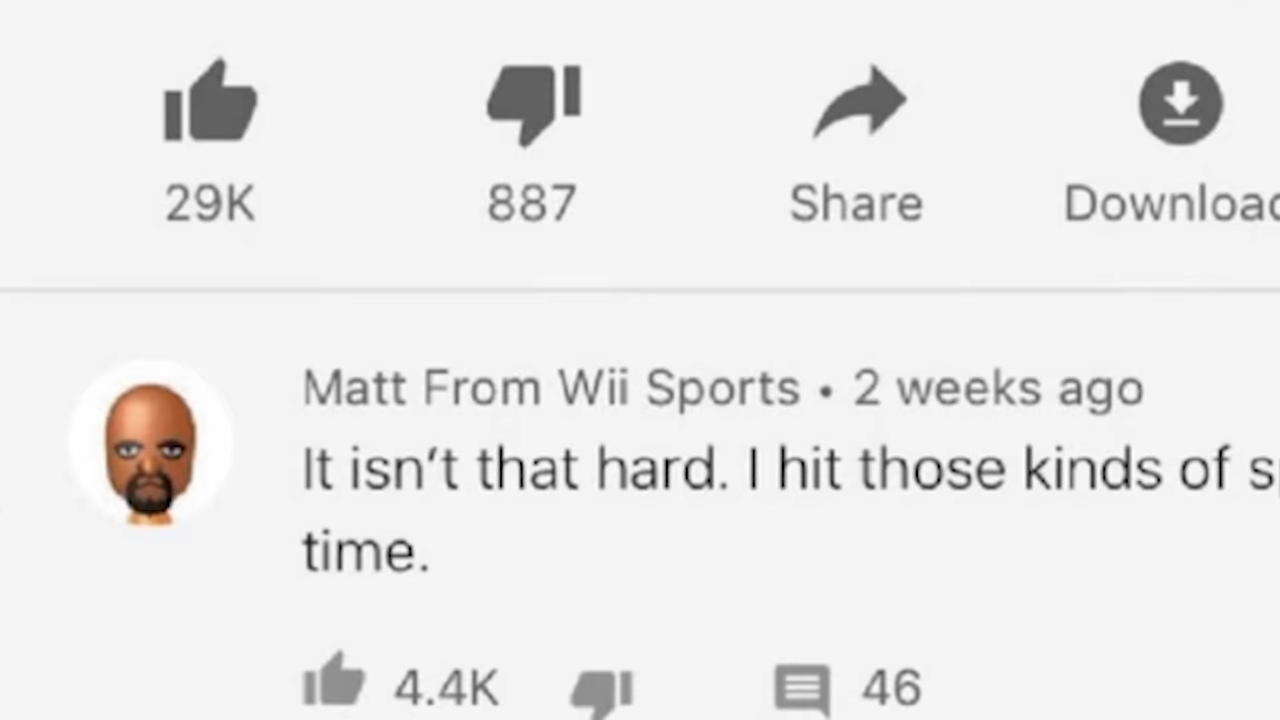 29K 887 Share Downloa
Matt From Wii Sports • 2 weeks ago
It isn't that hard. I hit those kinds of
time.
4.4K 46